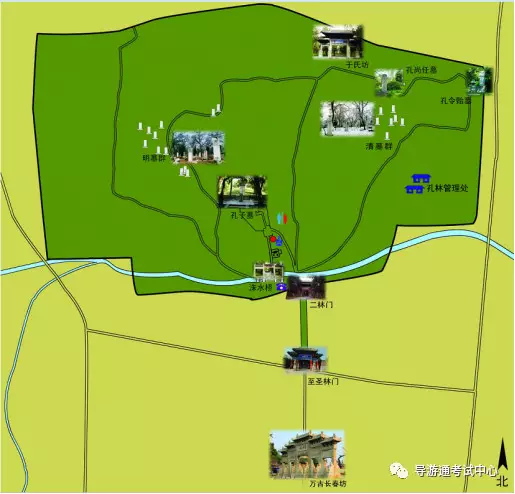 于氏坊
孔尚任墓
孔令贻墓
清墓群
明墓群
孔林管理处
孔子墓
洙水桥
二林门
至圣林门
万古长春坊
北
导游通考试中心